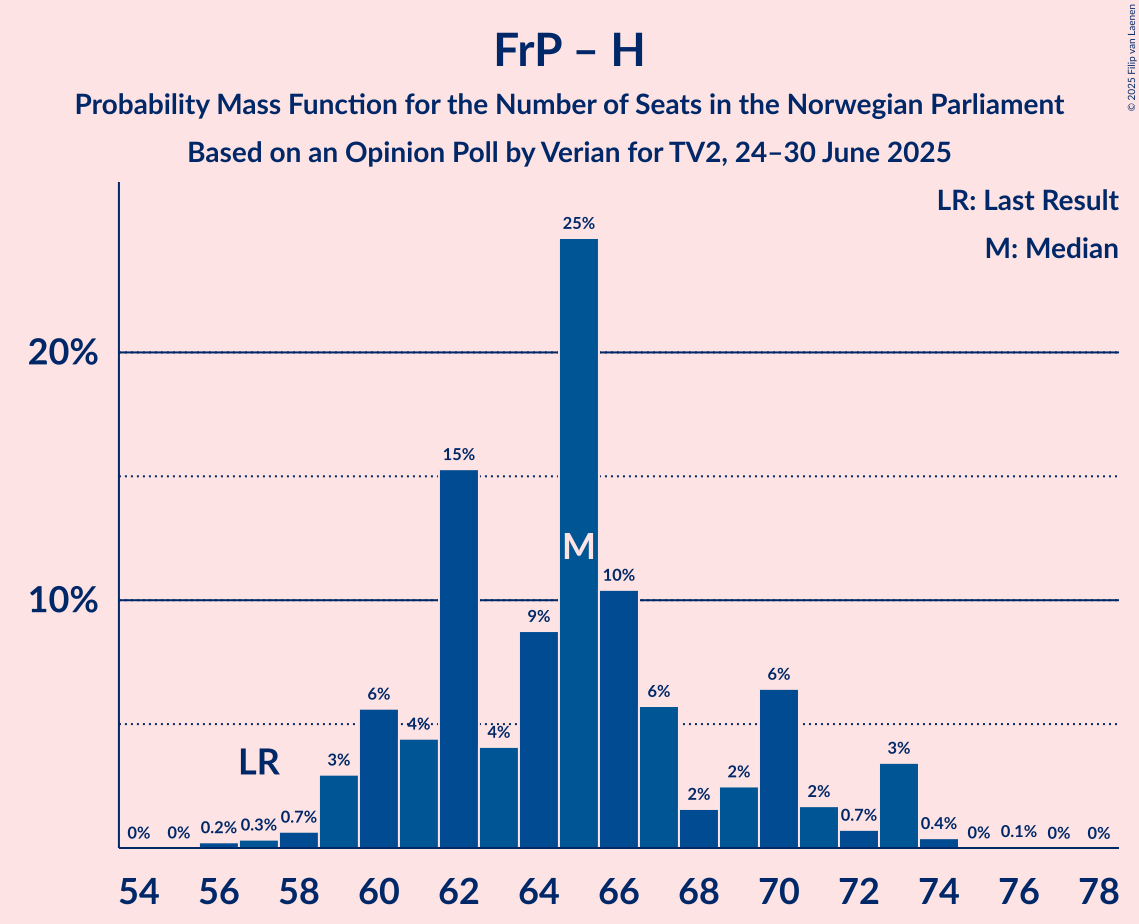 FrP – H
Probability Mass Function for the Number of Seats in the Norwegian Parliament
Based on an Opinion Poll by Verian for TV2, 24–30 June 2025
© 2025 Filip van Laenen
LR: Last Result
M: Median
20%
10%
0% 0% 0.2% 0.3% 0.7% 3% 6% 4% 15% 4% 9% 25% 10% 6% 2% 2% 6% 2% 0.7% 3% 0.4% 0% 0.1% 0% 0%
LR
M
54 56 58 60 62 64 66 68 70 72 74 76 78